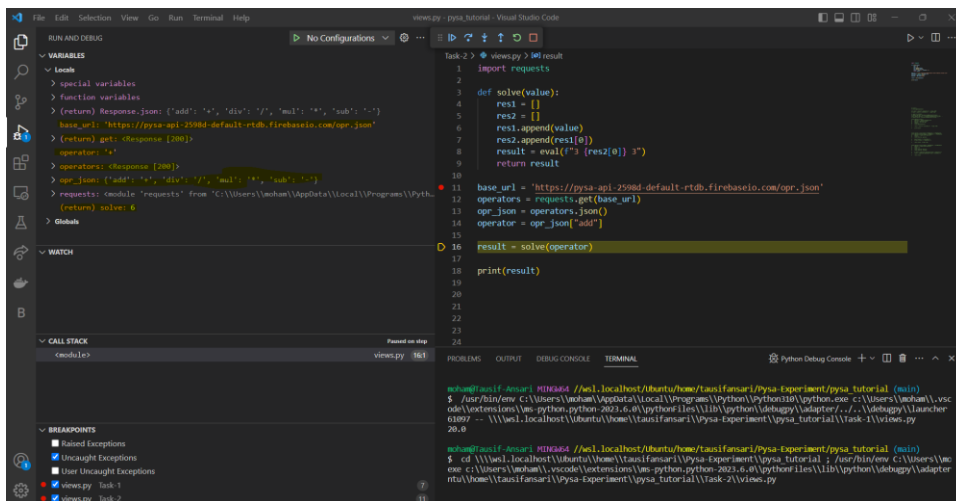 File Edit Selection View Go Run Terminal Help
views.py - pysa_tutorial - Visual Studio Code
RUN AND DEBUG
No Configurations
VARIABLES
Locals
special variables
function variables
(return) Response.json: {'add': '+', 'div': '/', 'mul': '*', 'sub': '-'}
base_url: 'https://pysa-api-2598d-default-rtdb.firebaseio.com/opr.json'
(return) get: <Response [200]>
operator: '+'
operators: <Response [200]>
opr_json: {'add': '+', 'div': '/', 'mul': '*', 'sub': '-'}
requests: <module 'requests' from 'C:\\Users\\moham\\AppData\\Local\\Programs\\Pyth…
(return) solve: 6
Globals
WATCH
CALL STACK
Paused on step
<module>
views.py 16:1
BREAKPOINTS
Raised Exceptions
Uncaught Exceptions
User Uncaught Exceptions
views.py Task-1 7
views.py Task-2 11
Task-2 > views.py > result
1 import requests
2
3 def solve(value):
4 res1 = []
5 res2 = []
6 res1.append(value)
7 res2.append(res1[0])
8 result = eval(f"3 {res2[0]} 3")
9 return result
10
11 base_url = 'https://pysa-api-2598d-default-rtdb.firebaseio.com/opr.json'
12 operators = requests.get(base_url)
13 opr_json = operators.json()
14 operator = opr_json["add"]
15
16 result = solve(operator)
17
18 print(result)
19
20
21
22
23
24
PROBLEMS OUTPUT DEBUG CONSOLE TERMINAL
Python Debug Console
moham@Tausif-Ansari MINGW64 //wsl.localhost/Ubuntu/home/tausifansari/Pysa-Experiment/pysa_tutorial (main)
$ /usr/bin/env C:\\Users\\moham\\AppData\\Local\\Programs\\Python\\Python310\\python.exe c:\\Users\\moham\\.vsc
ode\\extensions\\ms-python.python-2023.6.0\\pythonFiles\\lib\\python\\debugpy\\adapter/../..\\debugpy\\launcher
61097 -- \\\\wsl.localhost\\Ubuntu\\home\\tausifansari\\Pysa-Experiment\\pysa_tutorial\\Task-1\\views.py
20.0
moham@Tausif-Ansari MINGW64 //wsl.localhost/Ubuntu/home/tausifansari/Pysa-Experiment/pysa_tutorial (main)
$ cd \\\\wsl.localhost\\Ubuntu\\home\\tausifansari\\Pysa-Experiment\\pysa_tutorial ; /usr/bin/env C:\\Users\\mo
exe c:\\Users\\moham\\.vscode\\extensions\\ms-python.python-2023.6.0\\pythonFiles\\lib\\python\\debugpy\\adapter
ntu\\home\\tausifansari\\Pysa-Experiment\\pysa_tutorial\\Task-2\\views.py